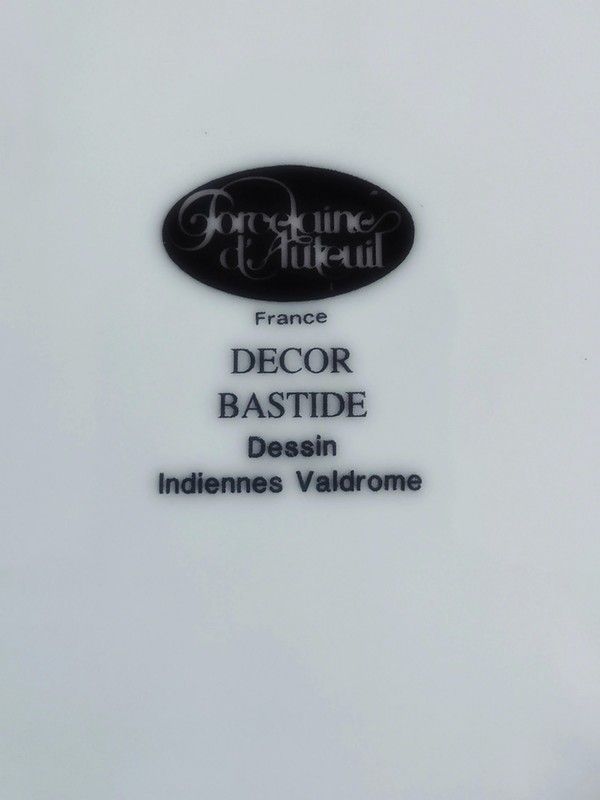 Porcelaine
d'Auteuil
France
DECOR
BASTIDE
Dessin
Indiennes Valdrome